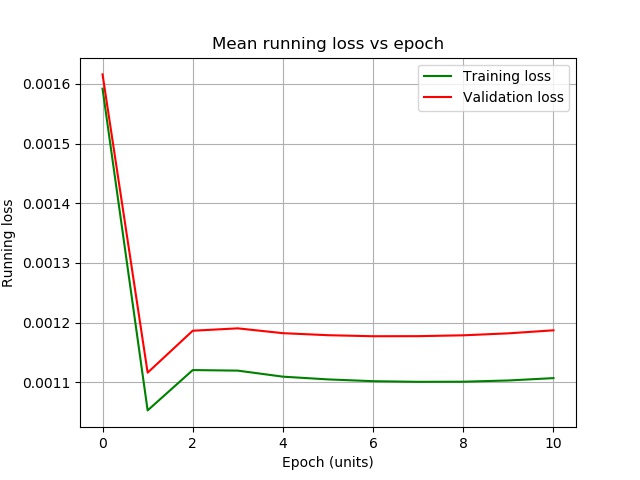 Mean running loss vs epoch
Training loss
Validation loss
0.0016
0.0015
0.0014
0.0013
0.0012
0.0011
Running loss
0 2 4 6 8 10
Epoch (units)